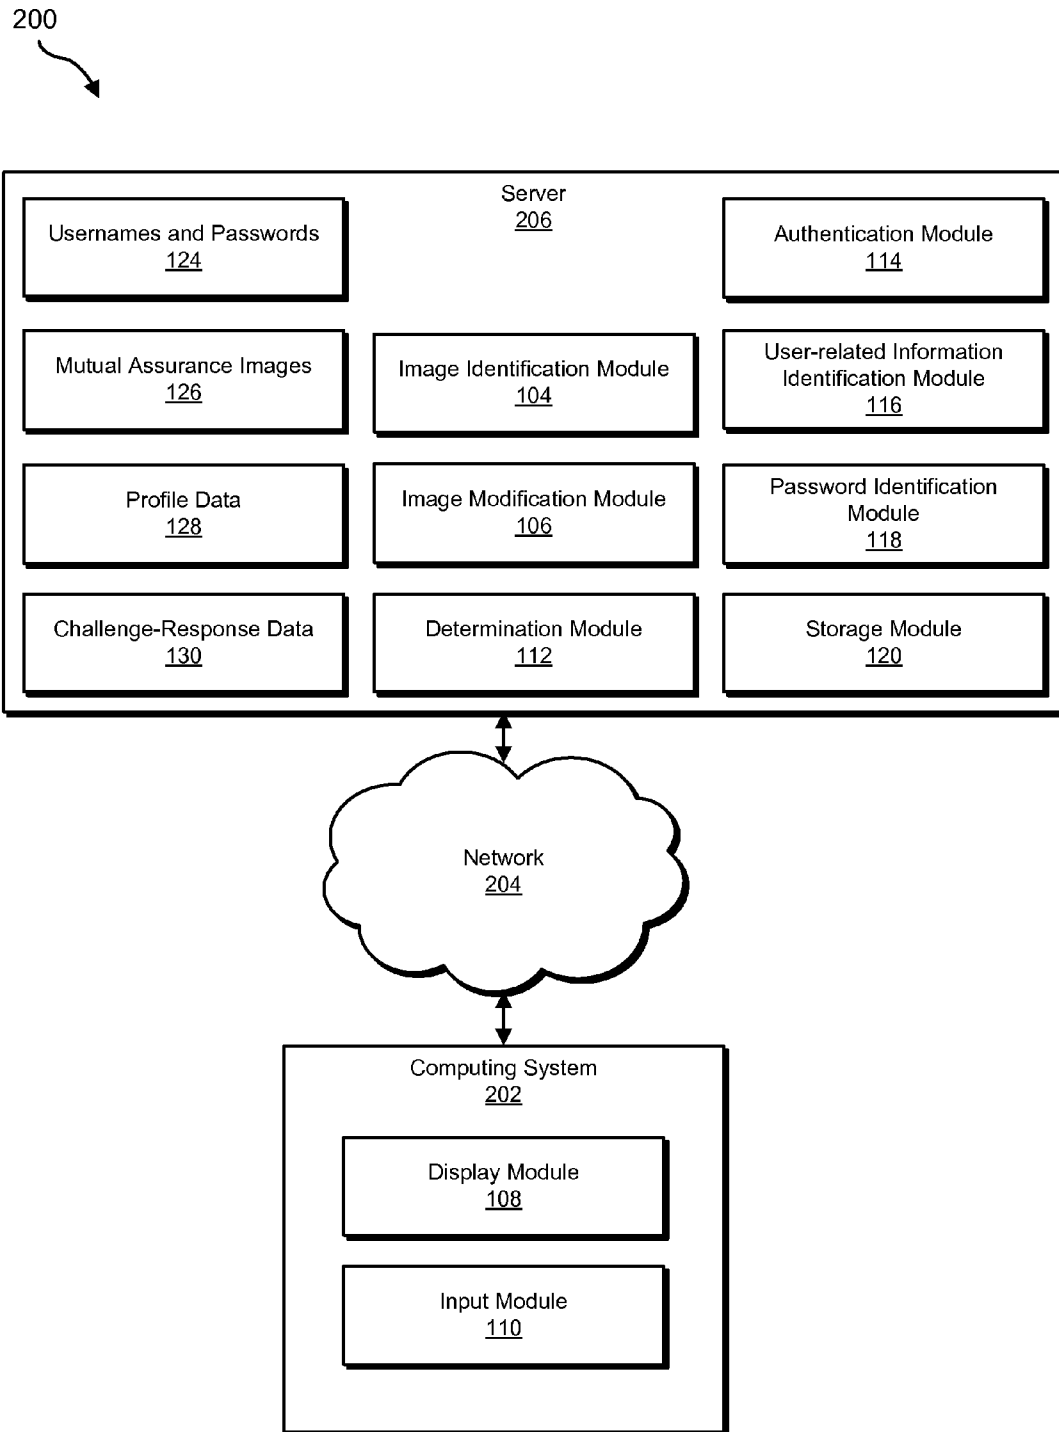 200
Server
206
Usernames and Passwords
124
Authentication Module
114
Mutual Assurance Images
126
Image Identification Module
104
User-related Information
Identification Module
116
Profile Data
128
Image Modification Module
106
Password Identification
Module
118
Challenge-Response Data
130
Determination Module
112
Storage Module
120
Network
204
Computing System
202
Display Module
108
Input Module
110